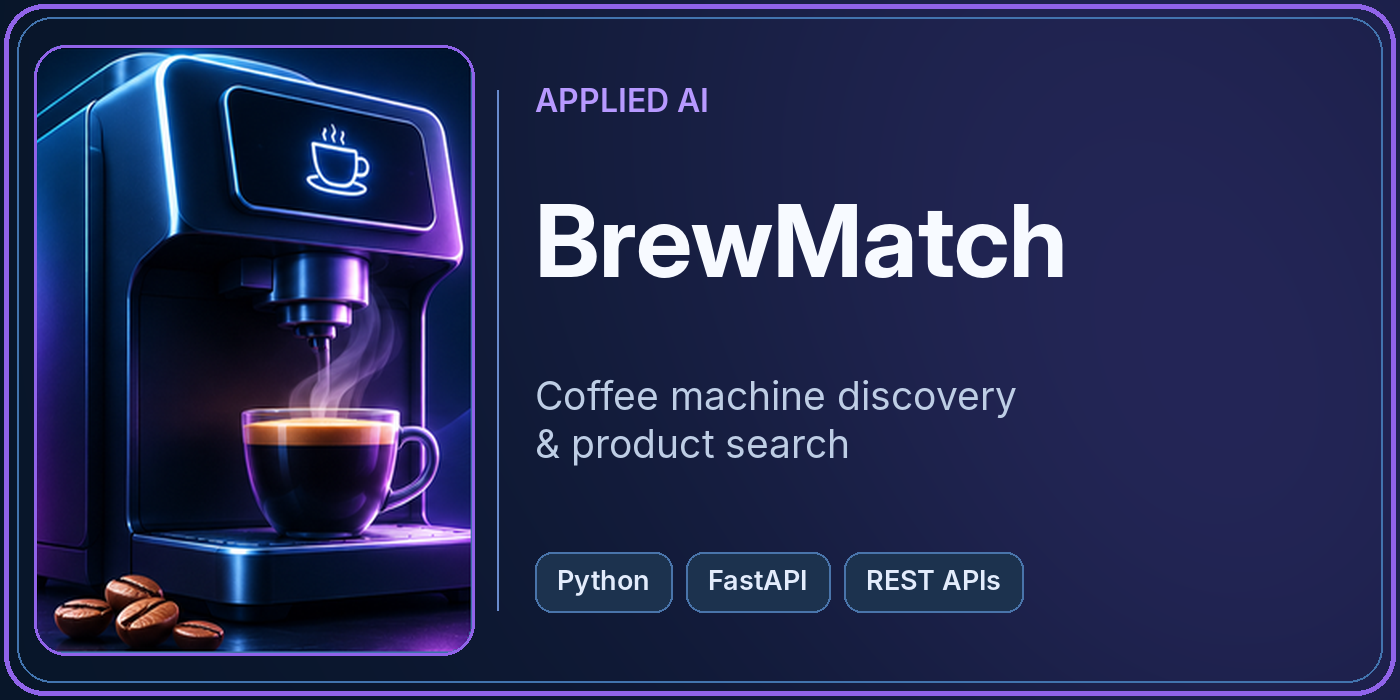 APPLIED AI
BrewMatch
Coffee machine discovery
& product search
Python
FastAPI
REST APIs